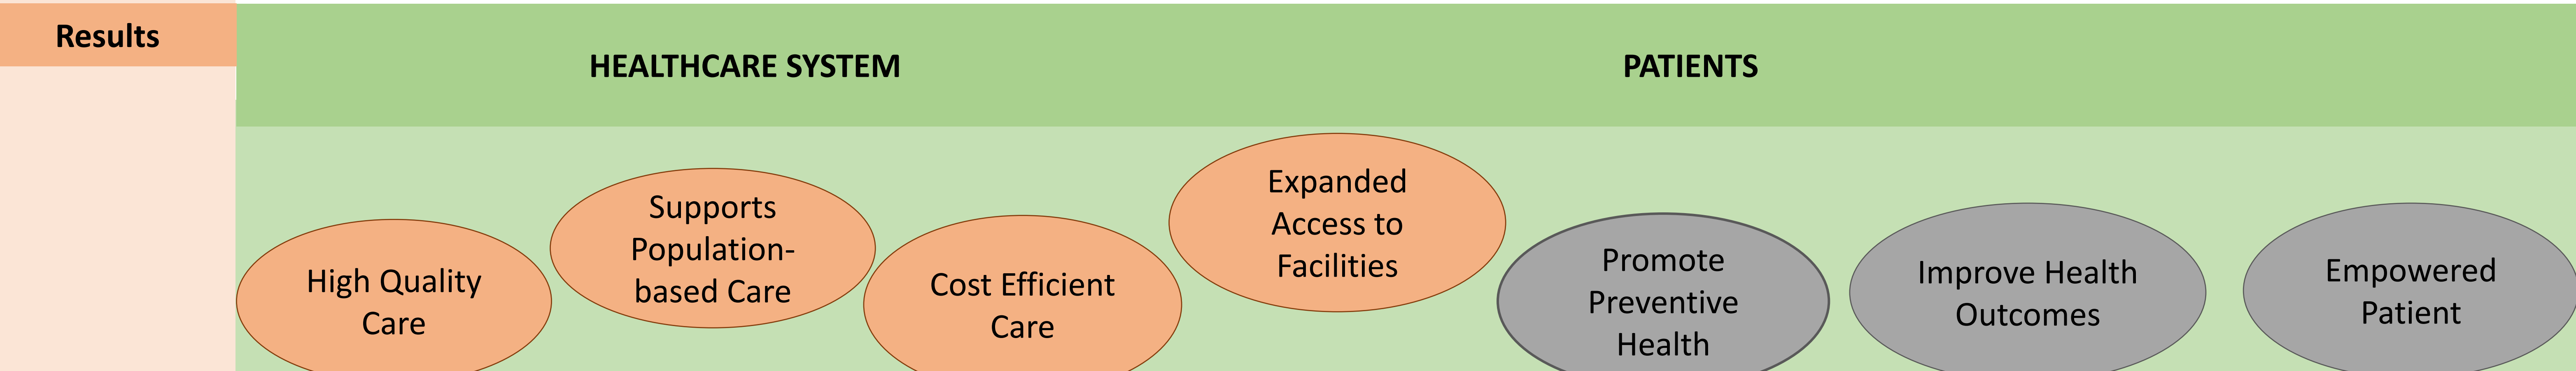 Results
HEALTHCARE SYSTEM
PATIENTS
High Quality
Care
Supports
Population-
based Care
Cost Efficient
Care
Expanded
Access to
Facilities
Promote
Preventive
Health
Improve Health
Outcomes
Empowered
Patient